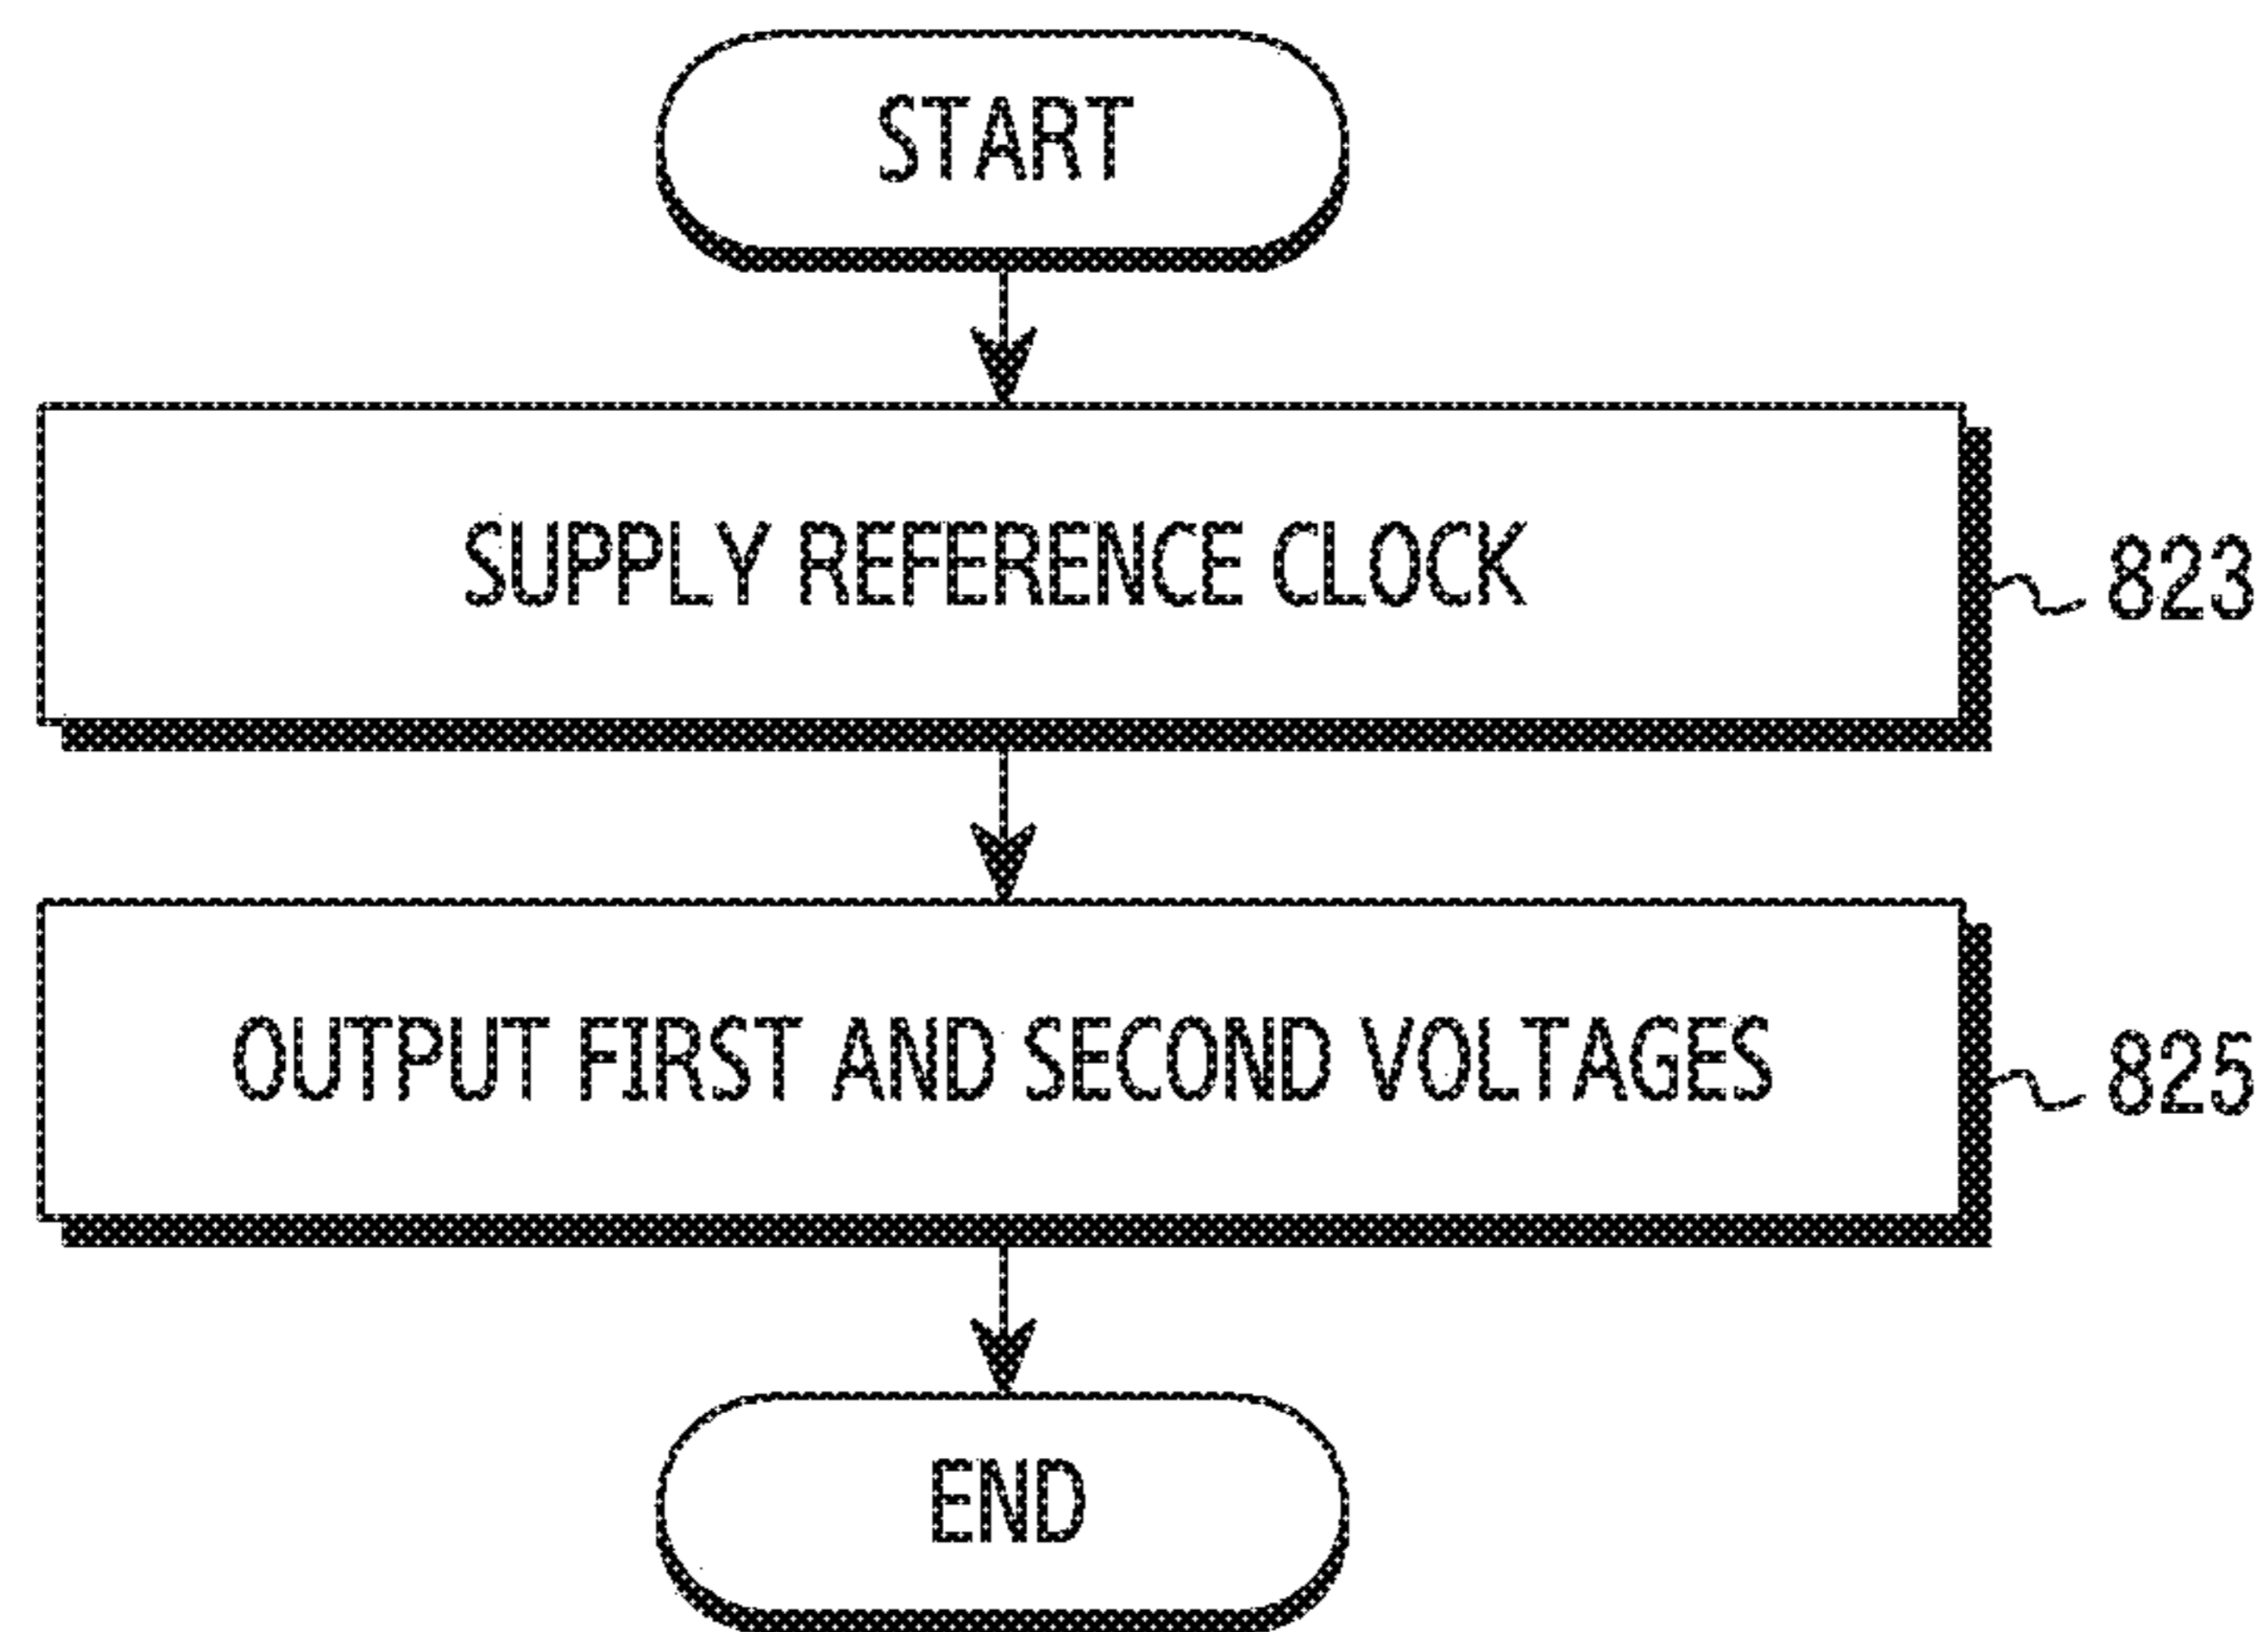 START
SUPPLY REFERENCE CLOCK
823
OUTPUT FIRST AND SECOND VOLTAGES
825
END